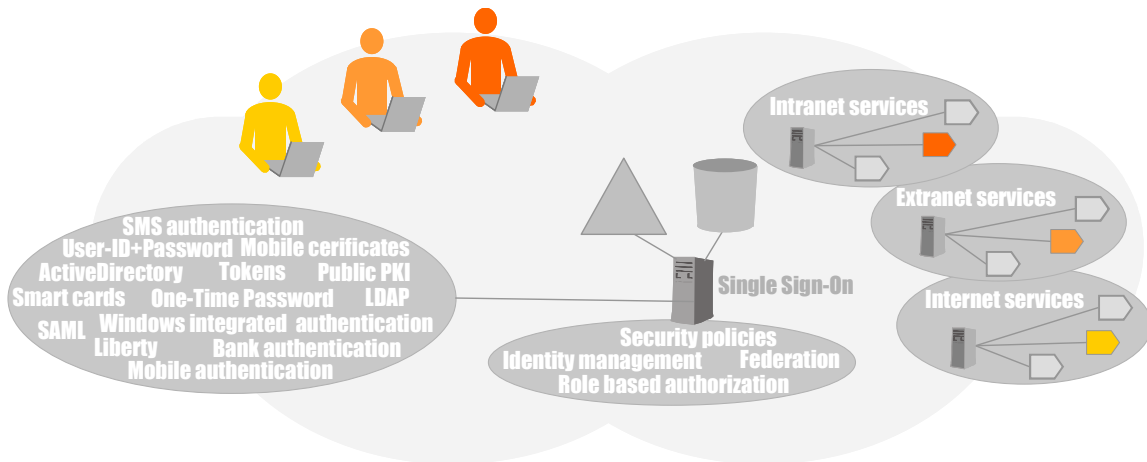 SMS authentication
User-ID+Password Mobile cerificates
ActiveDirectory Tokens Public PKI
Smart cards One-Time Password LDAP
SAML Windows integrated authentication
Liberty Bank authentication
Mobile authentication
Single Sign-On
Security policies
Identity management Federation
Role based authorization
Intranet services
Extranet services
Internet services